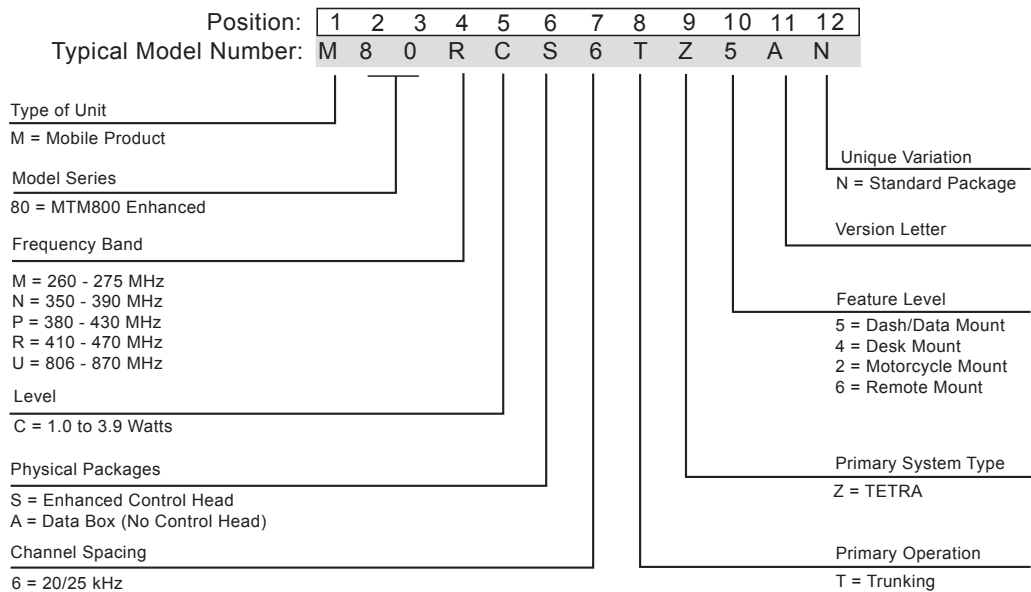 Position: 1 2 3 4 5 6 7 8 9 10 11 12
Typical Model Number: M 8 0 R C S 6 T Z 5 A N
Type of Unit
M = Mobile Product
Model Series
80 = MTM800 Enhanced
Frequency Band
M = 260 - 275 MHz
N = 350 - 390 MHz
P = 380 - 430 MHz
R = 410 - 470 MHz
U = 806 - 870 MHz
Level
C = 1.0 to 3.9 Watts
Physical Packages
S = Enhanced Control Head
A = Data Box (No Control Head)
Channel Spacing
6 = 20/25 kHz
Unique Variation
N = Standard Package
Version Letter
Feature Level
5 = Dash/Data Mount
4 = Desk Mount
2 = Motorcycle Mount
6 = Remote Mount
Primary System Type
Z = TETRA
Primary Operation
T = Trunking